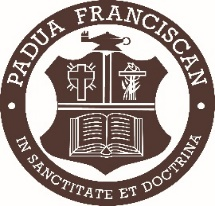 PADUA FRANCISCAN
IN SANCTITATE ET DOCTRINA